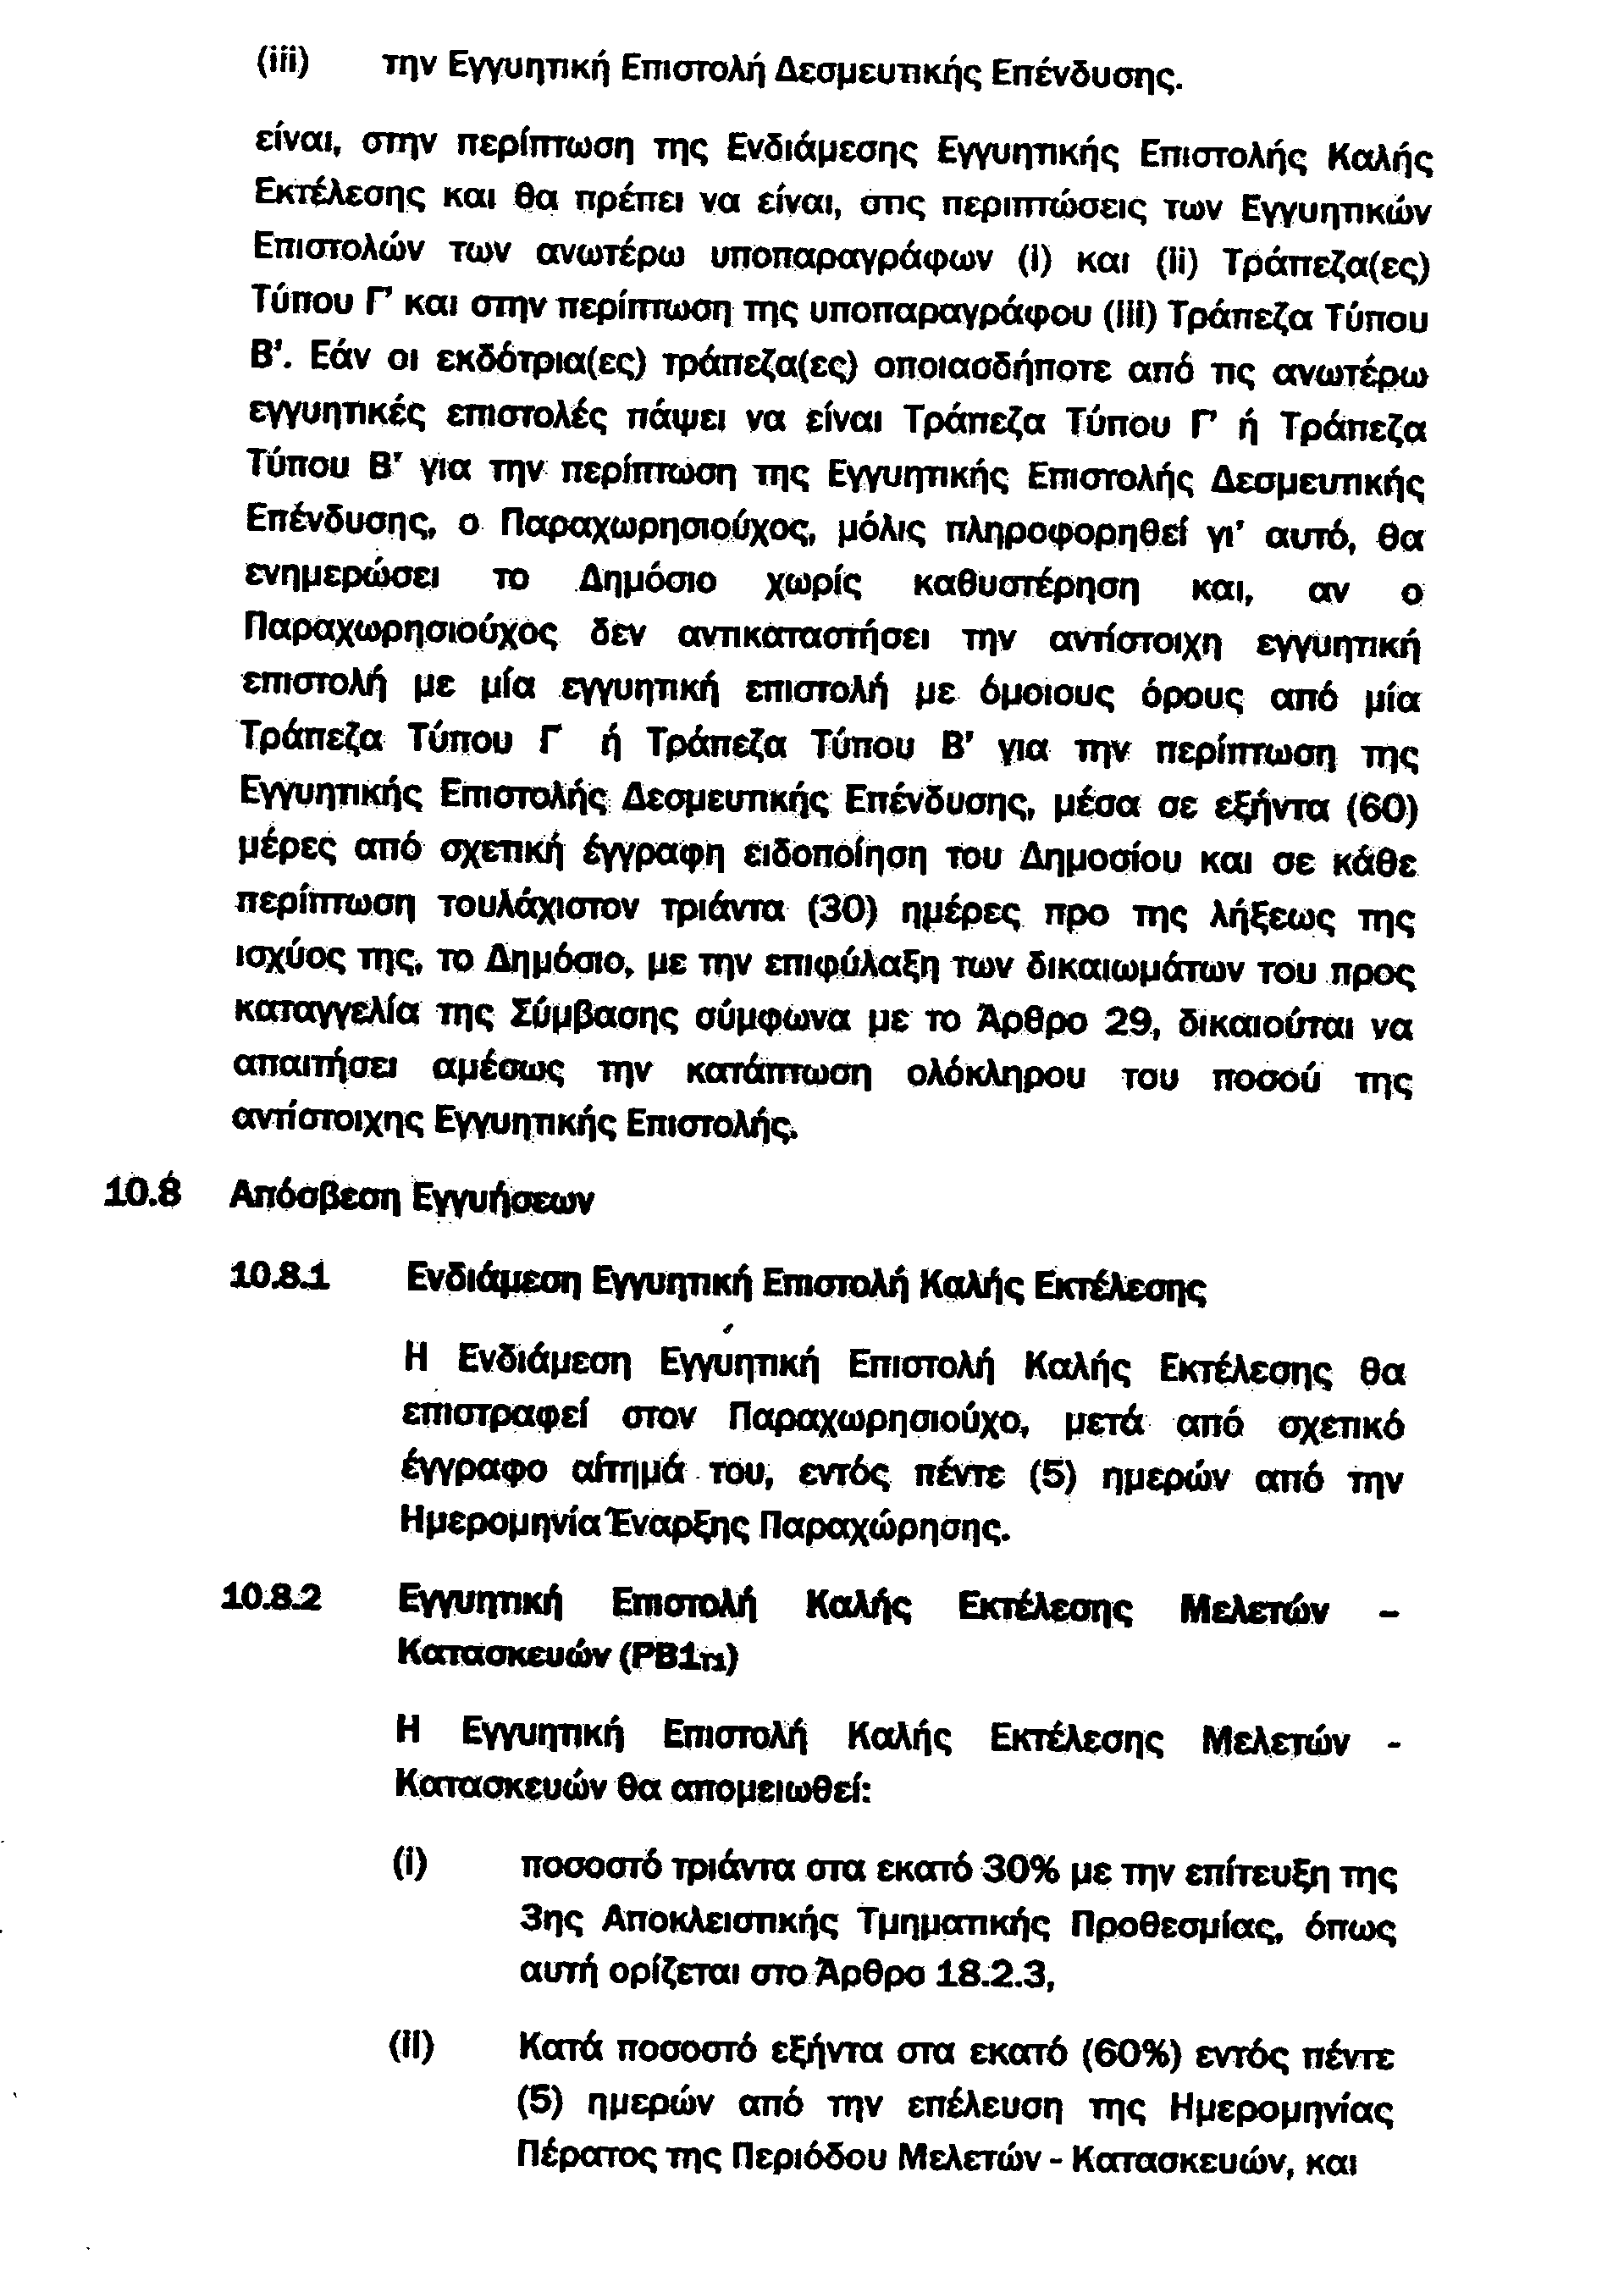 (iii) την Εγγυητική Επιστολή Δεσμευτικής Επένδυσης.
είναι, στην περίπτωση της Ενδιάμεσης Εγγυητικής Επιστολής Καλής
Εκτέλεσης και θα πρέπει να είναι, στις περιπτώσεις των Εγγυητικών
Επιστολών των ανωτέρω υποπαραγράφων (i) και (ii) Τράπεζα(ες)
Τύπου Γ' και στην περίπτωση της υποπαραγράφου (iii) Τράπεζα Τύπου
Β'. Εάν οι εκδότρια(ες) τράπεζα(ες) οποιασδήποτε από τις ανωτέρω
εγγυητικές επιστολές πάψει να είναι Τράπεζα Τύπου Γ' ή Τράπεζα
Τύπου Β' για την περίπτωση της Εγγυητικής Επιστολής Δεσμευτικής
Επένδυσης, ο Παραχωρησιούχος, μόλις πληροφορηθεί γι' αυτό, θα
ενημερώσει το Δημόσιο χωρίς καθυστέρηση και, αν ο
Παραχωρησιούχος δεν αντικαταστήσει την αντίστοιχη εγγυητική
επιστολή με μία εγγυητική επιστολή με όμοιους όρους από μία
Τράπεζα Τύπου Γ ή Τράπεζα Τύπου Β' για την περίπτωση της
Εγγυητικής Επιστολής Δεσμευτικής Επένδυσης, μέσα σε εξήντα (60)
μέρες από σχετική έγγραφη ειδοποίηση του Δημοσίου και σε κάθε
περίπτωση τουλάχιστον τριάντα (30) ημέρες προ της λήξεως της
ισχύος της, το Δημόσιο, με την επιφύλαξη των δικαιωμάτων του προς
καταγγελία της Σύμβασης σύμφωνα με το Άρθρο 29, δικαιούται να
απαιτήσει αμέσως την κατάπτωση ολόκληρου του ποσού της
αντίστοιχης Εγγυητικής Επιστολής.
10.8 Απόσβεση Εγγυήσεων
10.8.1 Ενδιάμεση Εγγυητική Επιστολή Καλής Εκτέλεσης
Η Ενδιάμεση Εγγυητική Επιστολή Καλής Εκτέλεσης θα
επιστραφεί στον Παραχωρησιούχο, μετά από σχετικό
έγγραφο αίτημά του, εντός πέντε (5) ημερών από την
Ημερομηνία Έναρξης Παραχώρησης.
10.8.2 Εγγυητική Επιστολή Καλής Εκτέλεσης Μελετών –
Κατασκευών (PB1τ1)
Η Εγγυητική Επιστολή Καλής Εκτέλεσης Μελετών -
Κατασκευών θα απομειωθεί:
(i) ποσοστό τριάντα στα εκατό 30% με την επίτευξη της
3ης Αποκλειστικής Τμηματικής Προθεσμίας, όπως
αυτή ορίζεται στο Άρθρο 18.2.3,
(ii) Κατά ποσοστό εξήντα στα εκατό (60%) εντός πέντε
(5) ημερών από την επέλευση της Ημερομηνίας
Πέρατος της Περιόδου Μελετών - Κατασκευών, και